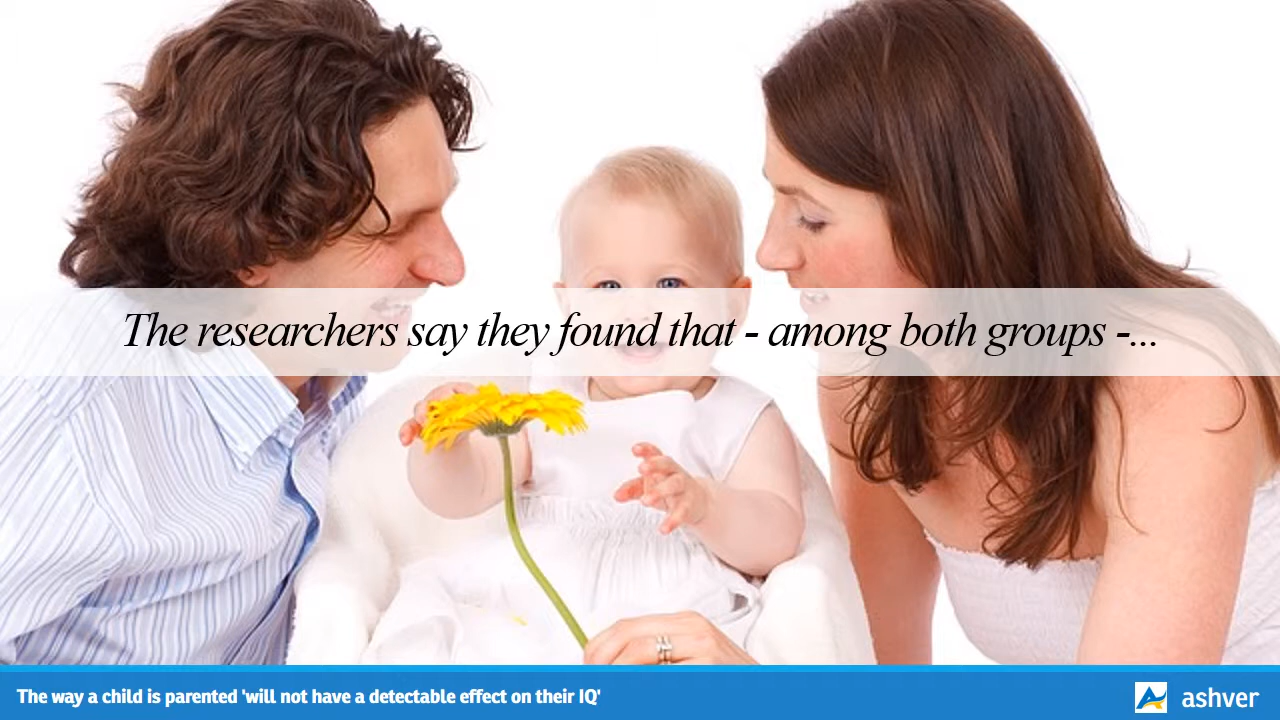 The researchers say they found that - among both groups -...
The way a child is parented 'will not have a detectable effect on their IQ'
ashver